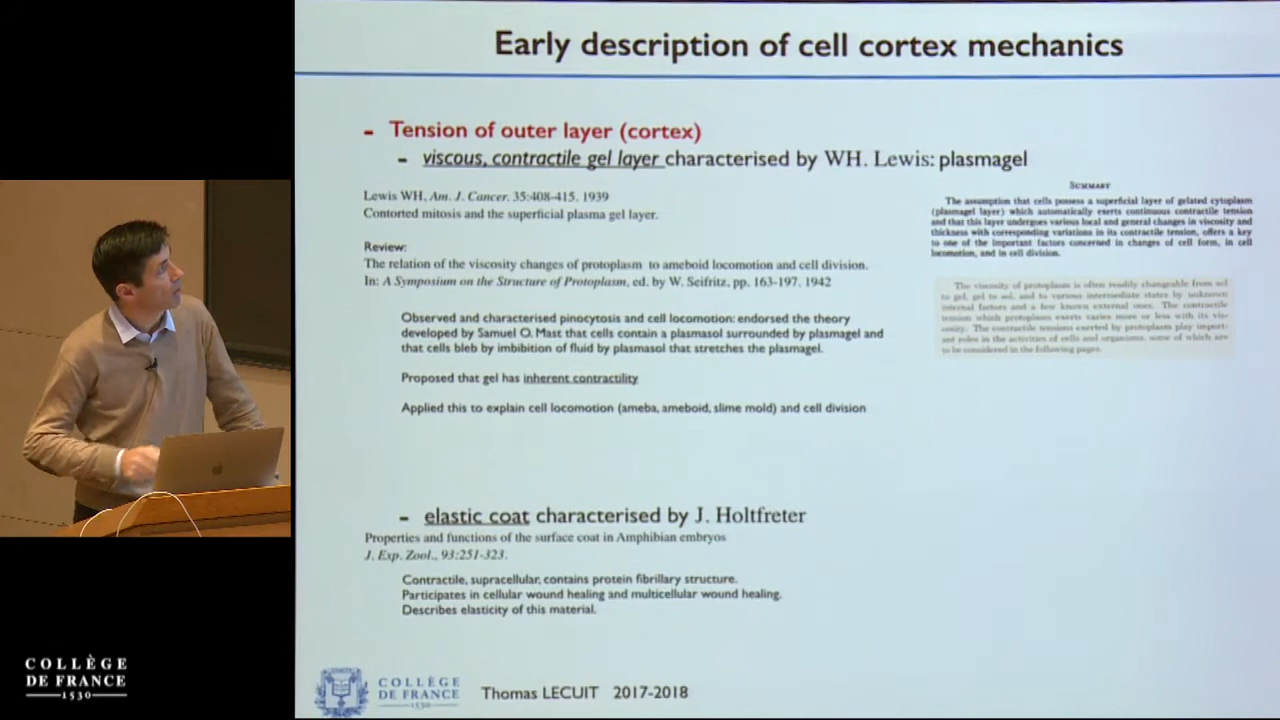 Early description of cell cortex mechanics
- Tension of outer layer (cortex)
- viscous, contractile gel layer characterised by WH. Lewis: plasmagel
Lewis WH, Am. J. Cancer. 35:408-415. 1939
Contorted mitosis and the superficial plasma gel layer.
Review:
The relation of the viscosity changes of protoplasm to ameboid locomotion and cell division.
In: A Symposium on the Structure of Protoplasm, ed. by W. Seifritz, pp. 163-197. 1942
Observed and characterized pinocytosis and cell locomotion: endorsed the theory
developed by Samuel O. Mast that cells contain a plasmasol surrounded by plasmagel and
that cells bleb by imbibition of fluid by plasmasol that stretches the plasmagel.
Proposed that gel has inherent contractility
Applied this to explain cell locomotion (ameba, ameboid, slime mold) and cell division
SUMMARY
The assumption that cells possess a superficial layer of gelated cytoplasm
(plasmagel layer) which automatically exerts continuous contractile tension
and that this layer undergoes various local and general changes in viscosity and
thickness with corresponding variations in its contractile tension, offers a key
to one of the important factors concerned in changes of cell form, in cell
locomotion, and in cell division.
The viscosity of protoplasm is often readily changeable from sol
to gel, gel to sol, and to various intermediate states by unknown
internal factors and a few known external ones. The contractile
tension which protoplasm exerts varies more or less with its vis-
cosity. The contractile tensions exerted by protoplasm play import-
ant roles in the activities of cells and organisms, some of which are
to be considered in the following pages.
- elastic coat characterised by J. Holtfreter
Properties and functions of the surface coat in Amphibian embryos
J. Exp. Zool., 93:251-323.
Contractile, supracellular, contains protein fibrillary structure.
Participates in cellular wound healing and multicellular wound healing.
Describes elasticity of this material.
COLLÈGE
DE FRANCE
1530
COLLÈGE
DE FRANCE
1530
Thomas LECUIT 2017-2018